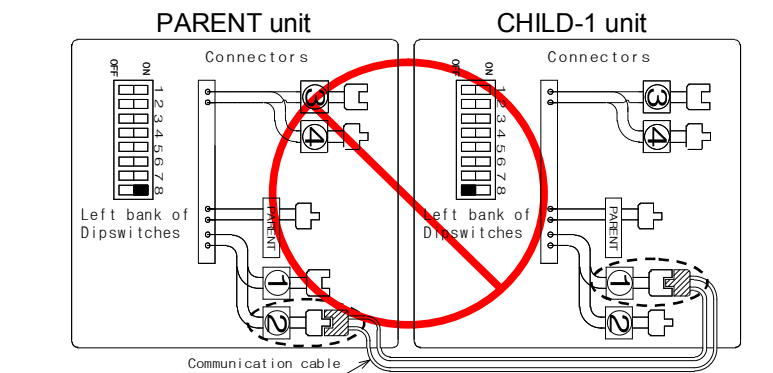 PARENT unit
Connectors
OFF
ON
1
2
3
4
5
6
7
8
3
4
Left bank of
Dipswitches
PARENT
1
2
CHILD-1 unit
Connectors
OFF
ON
1
2
3
4
5
6
7
8
3
4
Left bank of
Dipswitches
PARENT
1
2
Communication cable